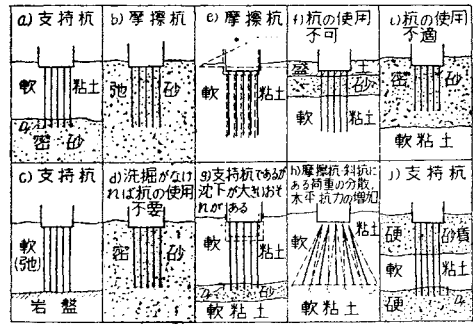 a)支持杭
軟 粘土
密 砂
b)摩擦杭
弛 砂
e)摩擦杭
軟 粘土
f)杭の使用
不可
盛 土
砂
軟 粘土
i)杭の使用
不適
密 砂
軟粘土
c)支持杭
軟
(弛)
岩盤
d)洗掘がなけ
れば杭の使用
不要
密 砂
g)支持杭であるが
沈下が大きいおそ
れがある
軟 粘土
砂
軟粘土
h)摩擦杭-斜杭に
ある荷重の分散,
水平抗力の増加
軟 粘土
軟粘土
j)支持杭
硬 砂質
軟 粘土
硬